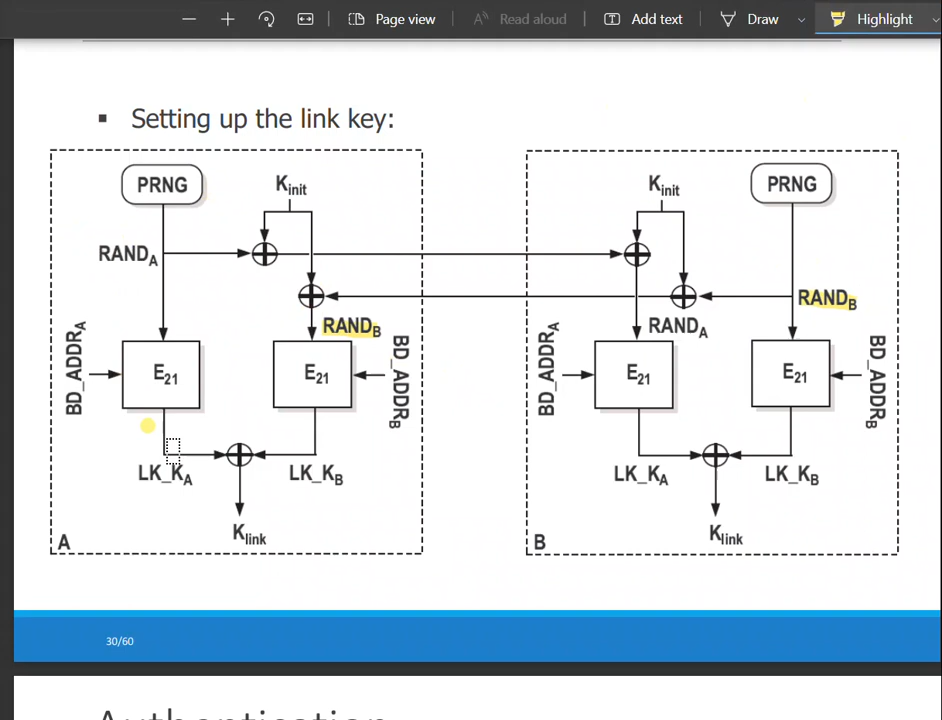 Page view
Read aloud
Add text
Draw
Highlight
▪ Setting up the link key:
PRNG
K_init
RAND_A
RAND_B
BD_ADDR_A
E_21
E_21
BD_ADDR_B
LK_K_A
LK_K_B
K_link
A
K_init
PRNG
RAND_B
RAND_A
BD_ADDR_A
E_21
E_21
BD_ADDR_B
LK_K_A
LK_K_B
K_link
B
30/60
Authentication